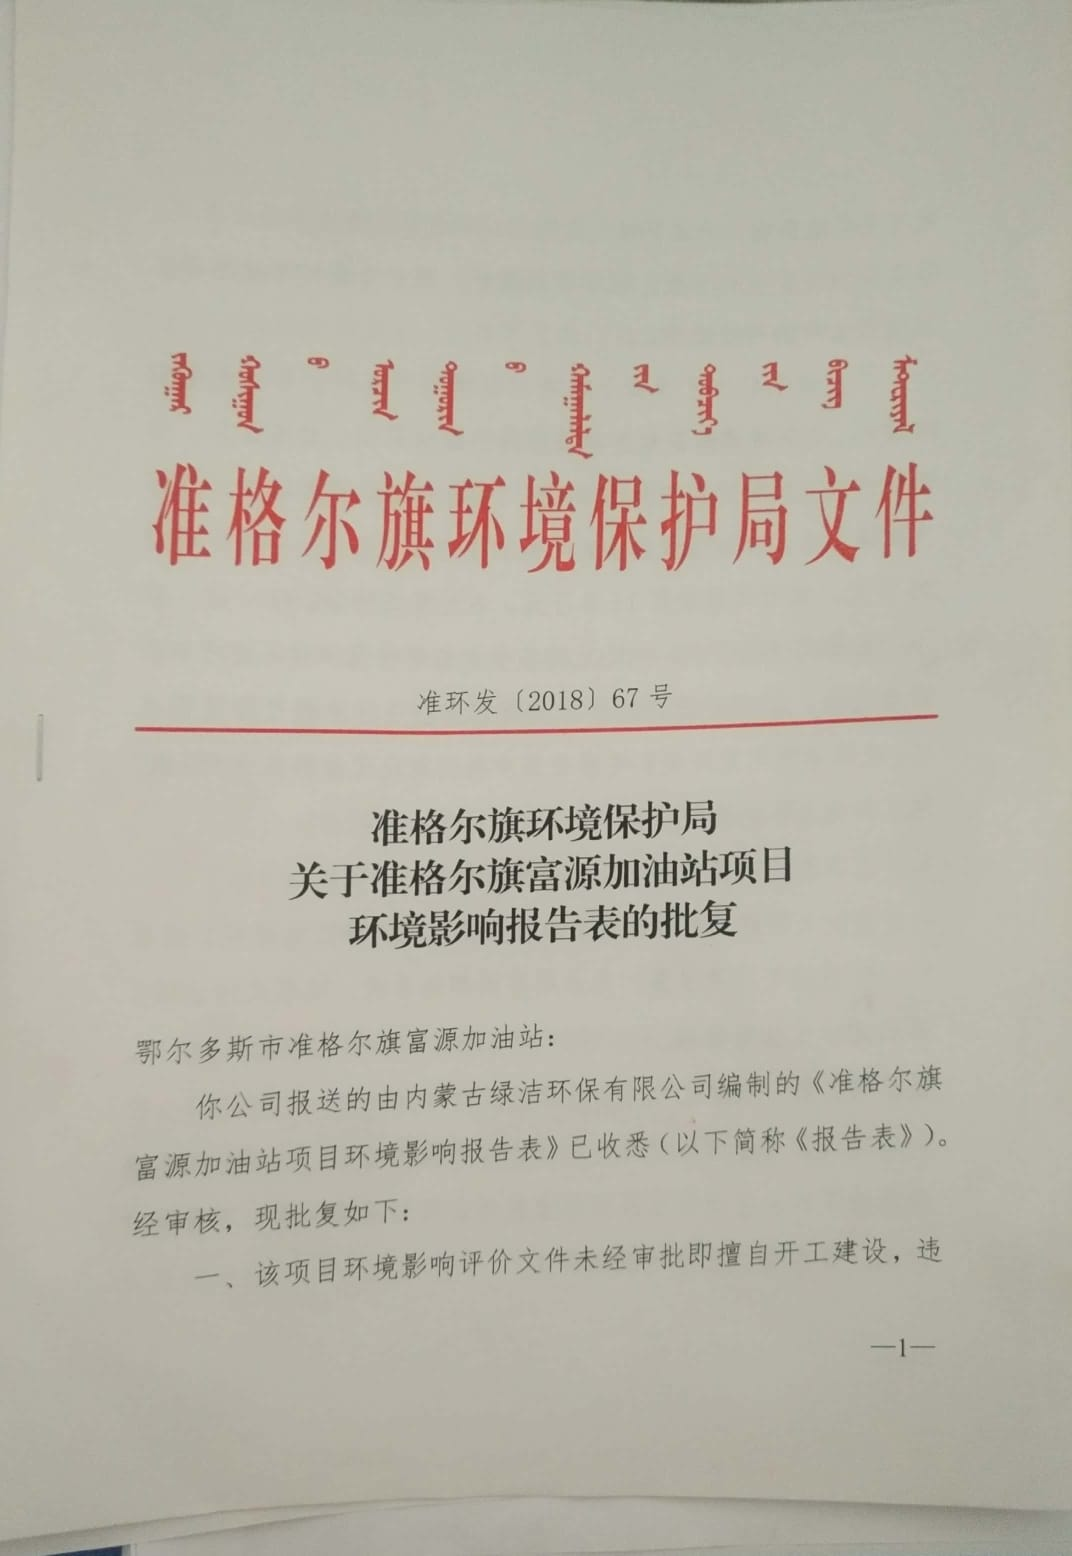 准格尔旗环境保护局文件
准环发〔2018〕67 号
准格尔旗环境保护局
关于准格尔旗富源加油站项目
环境影响报告表的批复
鄂尔多斯市准格尔旗富源加油站：
你公司报送的由内蒙古绿洁环保有限公司编制的《准格尔旗
富源加油站项目环境影响报告表》已收悉（以下简称《报告表》）。
经审核，现批复如下：
一、该项目环境影响评价文件未经审批即擅自开工建设，违
—1—